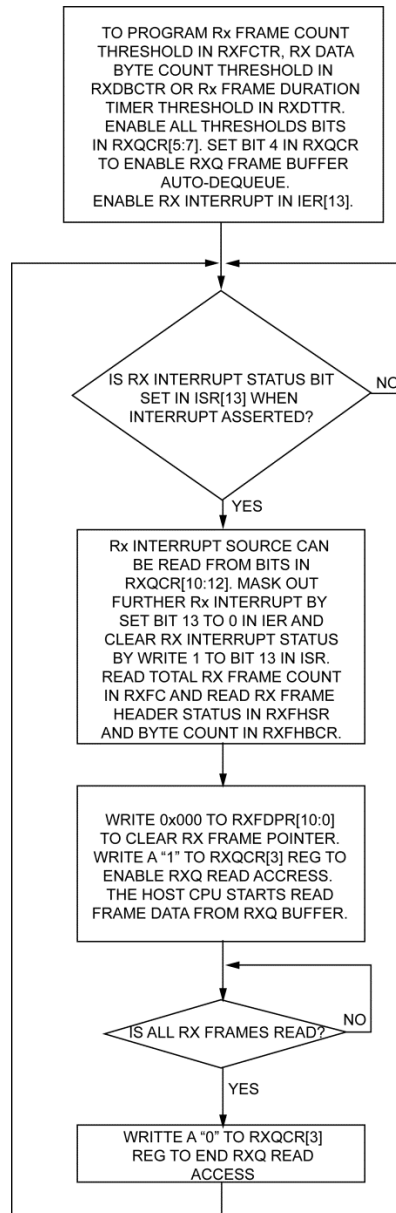 TO PROGRAM Rx FRAME COUNT
THRESHOLD IN RXFCTR, RX DATA
BYTE COUNT THRESHOLD IN
RXDBCTR OR Rx FRAME DURATION
TIMER THRESHOLD IN RXDTTR.
ENABLE ALL THRESHOLDS BITS
IN RXQCR[5:7]. SET BIT 4 IN RXQCR
TO ENABLE RXQ FRAME BUFFER
AUTO-DEQUEUE.
ENABLE RX INTERRUPT IN IER[13].
IS RX INTERRUPT STATUS BIT
SET IN ISR[13] WHEN
INTERRUPT ASSERTED?
NO
YES
Rx INTERRUPT SOURCE CAN
BE READ FROM BITS IN
RXQCR[10:12]. MASK OUT
FURTHER Rx INTERRUPT BY
SET BIT 13 TO 0 IN IER AND
CLEAR RX INTERRUPT STATUS
BY WRITE 1 TO BIT 13 IN ISR.
READ TOTAL RX FRAME COUNT
IN RXFC AND READ RX FRAME
HEADER STATUS IN RXFHSR
AND BYTE COUNT IN RXFHBCR.
WRITE 0x000 TO RXFDPR[10:0]
TO CLEAR RX FRAME POINTER.
WRITE A “1” TO RXQCR[3] REG TO
ENABLE RXQ READ ACCRESS.
THE HOST CPU STARTS READ
FRAME DATA FROM RXQ BUFFER.
IS ALL RX FRAMES READ?
NO
YES
WRITTE A “0” TO RXQCR[3]
REG TO END RXQ READ
ACCESS